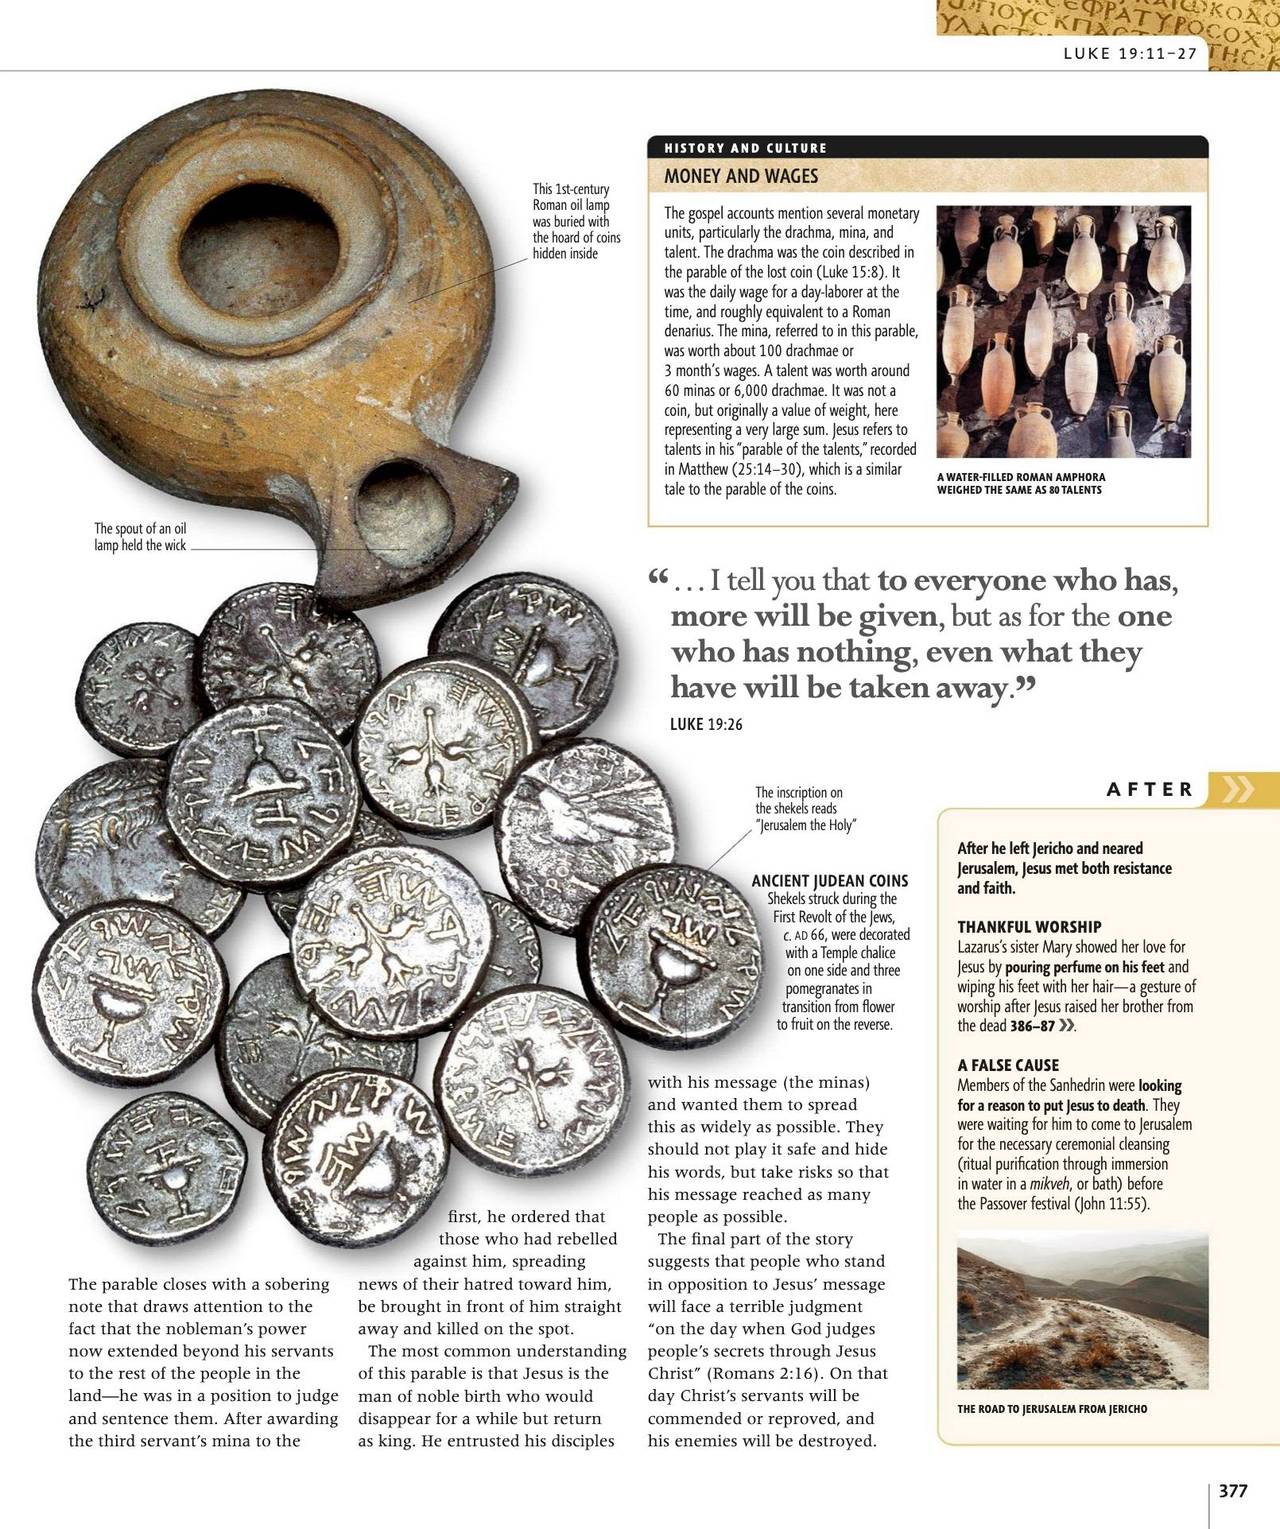 LUKE 19:11–27
This 1st-century
Roman oil lamp
was buried with
the hoard of coins
hidden inside
The spout of an oil
lamp held the wick
HISTORY AND CULTURE
MONEY AND WAGES
The gospel accounts mention several monetary
units, particularly the drachma, mina, and
talent. The drachma was the coin described in
the parable of the lost coin (Luke 15:8). It
was the daily wage for a day-laborer at the
time, and roughly equivalent to a Roman
denarius. The mina, referred to in this parable,
was worth about 100 drachmae or
3 month's wages. A talent was worth around
60 minas or 6,000 drachmae. It was not a
coin, but originally a value of weight, here
representing a very large sum. Jesus refers to
talents in his “parable of the talents,” recorded
in Matthew (25:14–30), which is a similar
tale to the parable of the coins.
A WATER-FILLED ROMAN AMPHORA
WEIGHED THE SAME AS 80 TALENTS
“ …I tell you that to everyone who has,
more will be given, but as for the one
who has nothing, even what they
have will be taken away.”
LUKE 19:26
The inscription on
the shekels reads
“Jerusalem the Holy”
ANCIENT JUDEAN COINS
Shekels struck during the
First Revolt of the Jews,
c. AD 66, were decorated
with a Temple chalice
on one side and three
pomegranates in
transition from flower
to fruit on the reverse.
The parable closes with a sobering
note that draws attention to the
fact that the nobleman's power
now extended beyond his servants
to the rest of the people in the
land—he was in a position to judge
and sentence them. After awarding
the third servant's mina to the
first, he ordered that
those who had rebelled
against him, spreading
news of their hatred toward him,
be brought in front of him straight
away and killed on the spot.
The most common understanding
of this parable is that Jesus is the
man of noble birth who would
disappear for a while but return
as king. He entrusted his disciples
with his message (the minas)
and wanted them to spread
this as widely as possible. They
should not play it safe and hide
his words, but take risks so that
his message reached as many
people as possible.
The final part of the story
suggests that people who stand
in opposition to Jesus' message
will face a terrible judgment
“on the day when God judges
people's secrets through Jesus
Christ” (Romans 2:16). On that
day Christ's servants will be
commended or reproved, and
his enemies will be destroyed.
AFTER
After he left Jericho and neared
Jerusalem, Jesus met both resistance
and faith.
THANKFUL WORSHIP
Lazarus's sister Mary showed her love for
Jesus by pouring perfume on his feet and
wiping his feet with her hair—a gesture of
worship after Jesus raised her brother from
the dead 386–87 ».
A FALSE CAUSE
Members of the Sanhedrin were looking
for a reason to put Jesus to death. They
were waiting for him to come to Jerusalem
for the necessary ceremonial cleansing
(ritual purification through immersion
in water in a mikveh, or bath) before
the Passover festival (John 11:55).
THE ROAD TO JERUSALEM FROM JERICHO
377